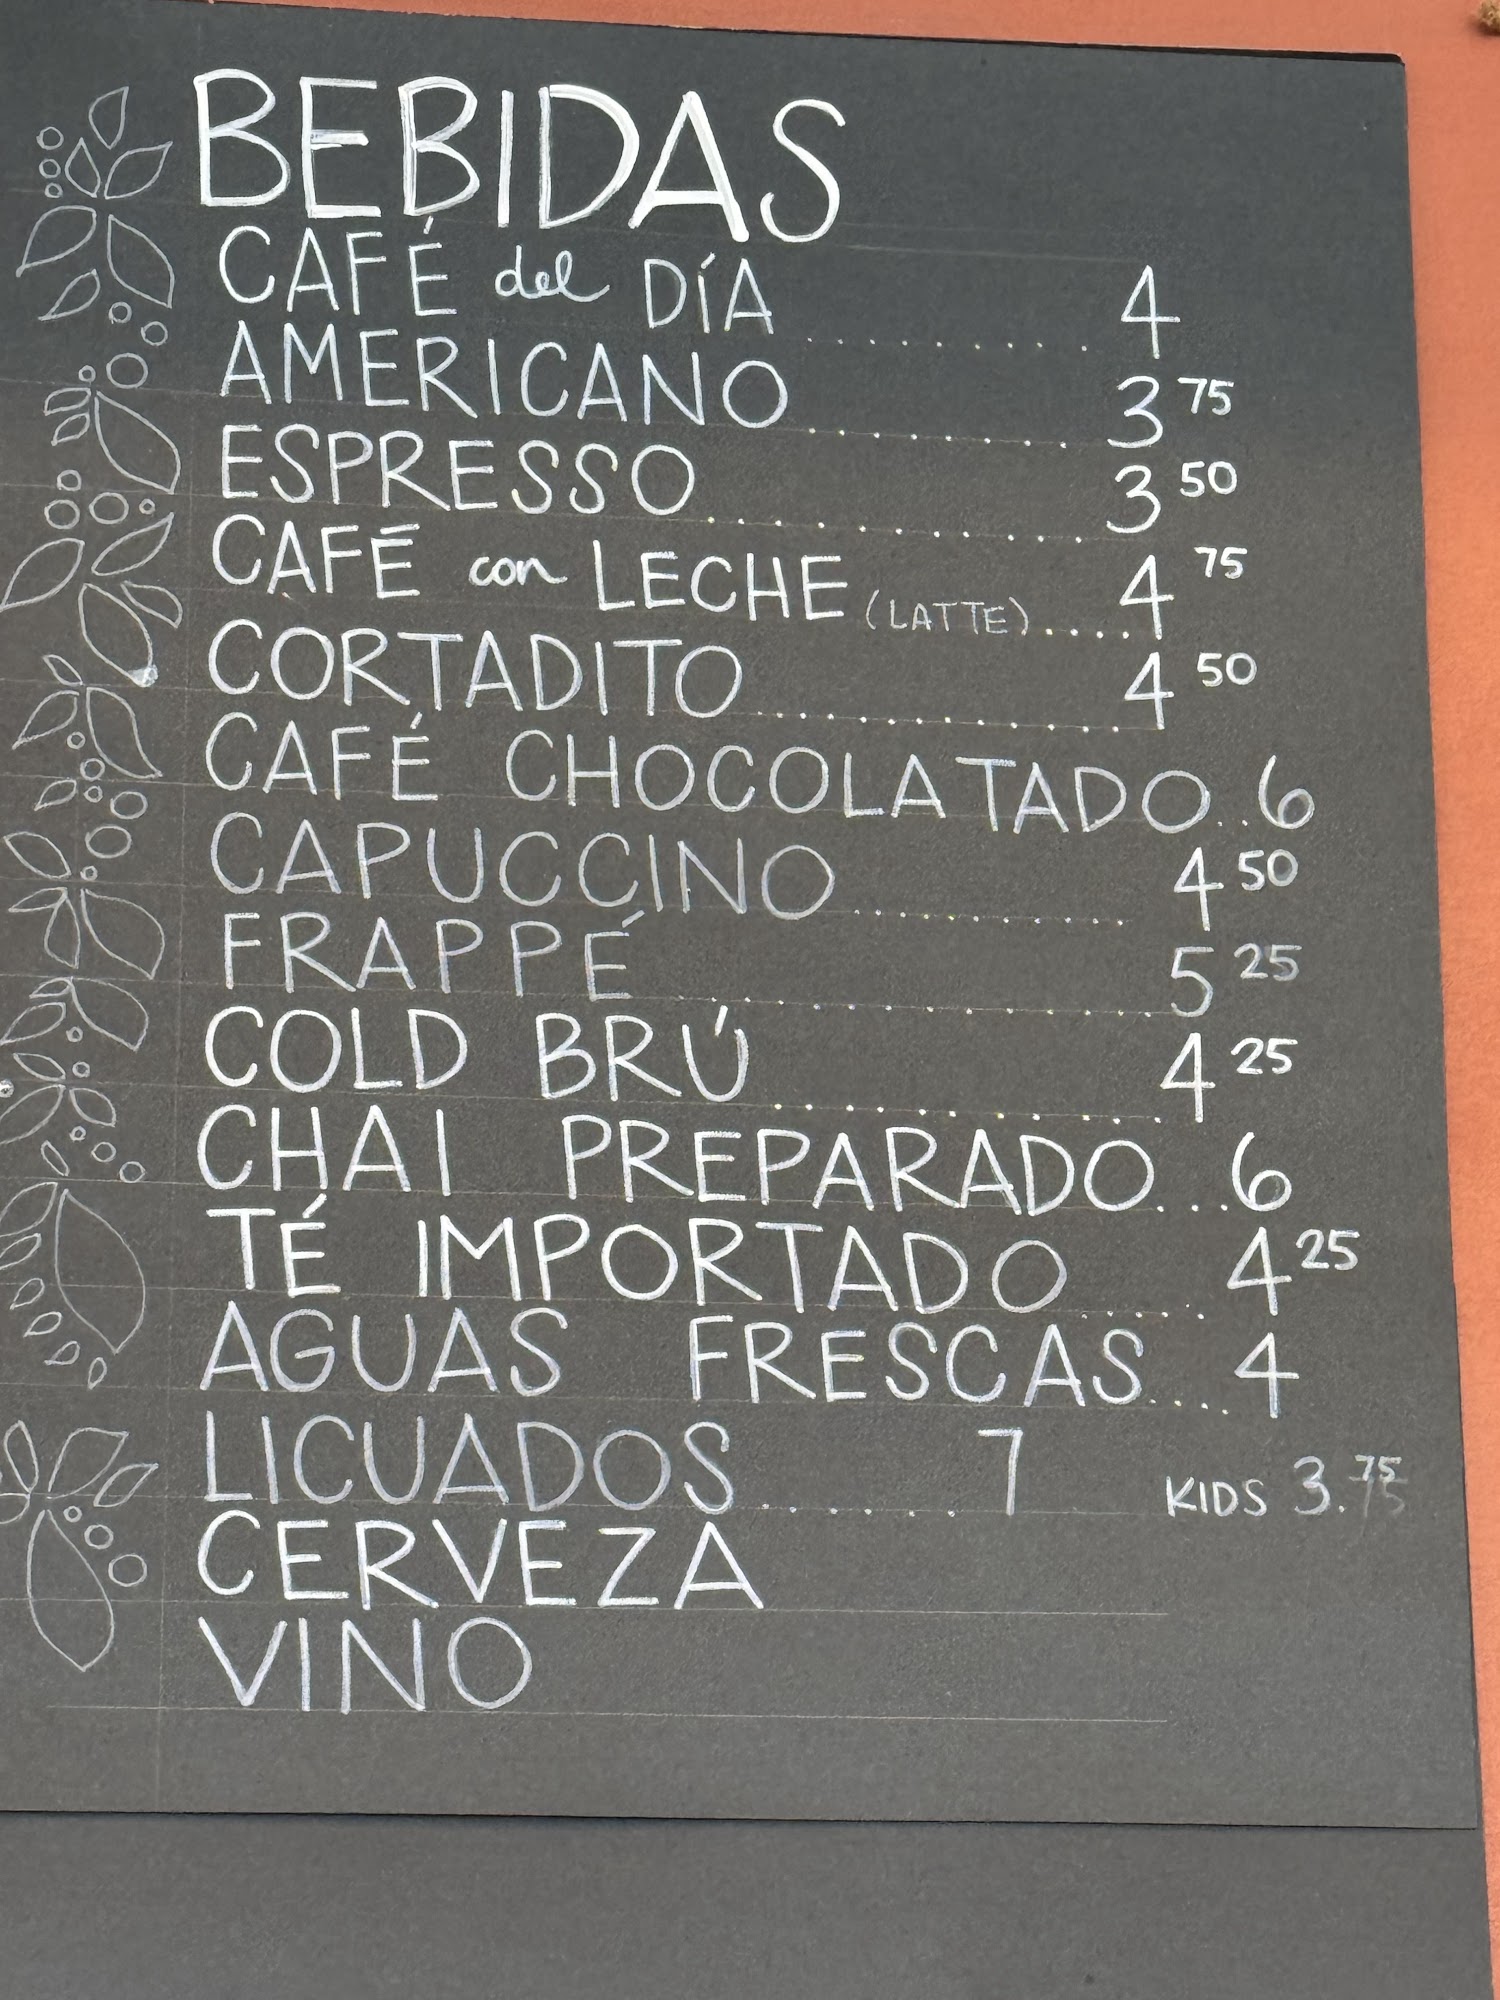 BEBIDAS
CAFÉ del DÍA ......... 4
AMERICANO ......... 3 75
ESPRESSO ......... 3 50
CAFÉ con LECHE (LATTE) ..... 4 75
CORTADITO ......... 4 50
CAFÉ CHOCOLATADO .. 6
CAPUCCINO ......... 4 50
FRAPPÉ ......... 5 25
COLD BRÚ ......... 4 25
CHAI PREPARADO ... 6
TÉ IMPORTADO .... 4 25
AGUAS FRESCAS .... 4
LICUADOS ...... 7 KIDS 3.75
CERVEZA
VINO